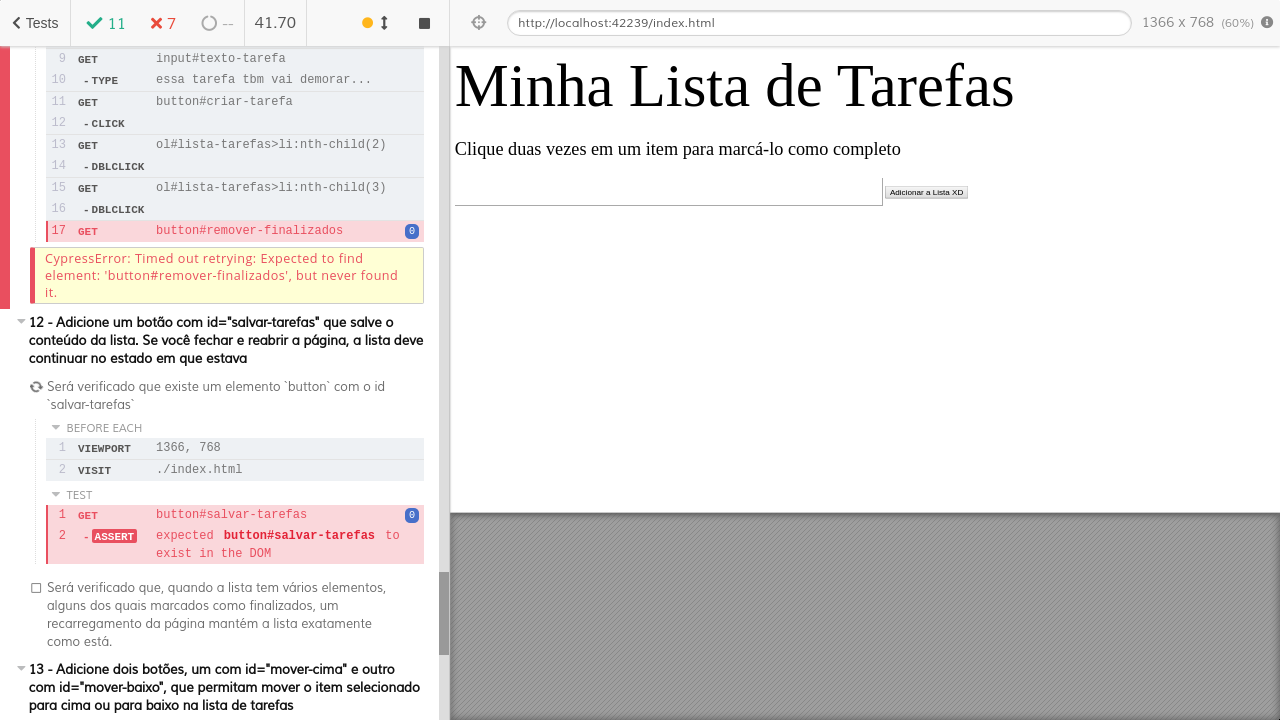 Tests
11
7
--
41.70
http://localhost:42239/index.html
1366 x 768 (60%)
9 GET input#texto-tarefa
10 - TYPE essa tarefa tbm vai demorar...
11 GET button#criar-tarefa
12 - CLICK
13 GET ol#lista-tarefas>li:nth-child(2)
14 - DBLCLICK
15 GET ol#lista-tarefas>li:nth-child(3)
16 - DBLCLICK
17 GET button#remover-finalizados 0
CypressError: Timed out retrying: Expected to find
element: 'button#remover-finalizados', but never found
it.
12 - Adicione um botão com id="salvar-tarefas" que salve o
conteúdo da lista. Se você fechar e reabrir a página, a lista deve
continuar no estado em que estava
Será verificado que existe um elemento `button` com o id
`salvar-tarefas`
BEFORE EACH
1 VIEWPORT 1366, 768
2 VISIT ./index.html
TEST
1 GET button#salvar-tarefas 0
2 - ASSERT expected button#salvar-tarefas to
exist in the DOM
Será verificado que, quando a lista tem vários elementos,
alguns dos quais marcados como finalizados, um
recarregamento da página mantém a lista exatamente
como está.
13 - Adicione dois botões, um com id="mover-cima" e outro
com id="mover-baixo", que permitam mover o item selecionado
para cima ou para baixo na lista de tarefas
Minha Lista de Tarefas
Clique duas vezes em um item para marcá-lo como completo
Adicionar a Lista XD